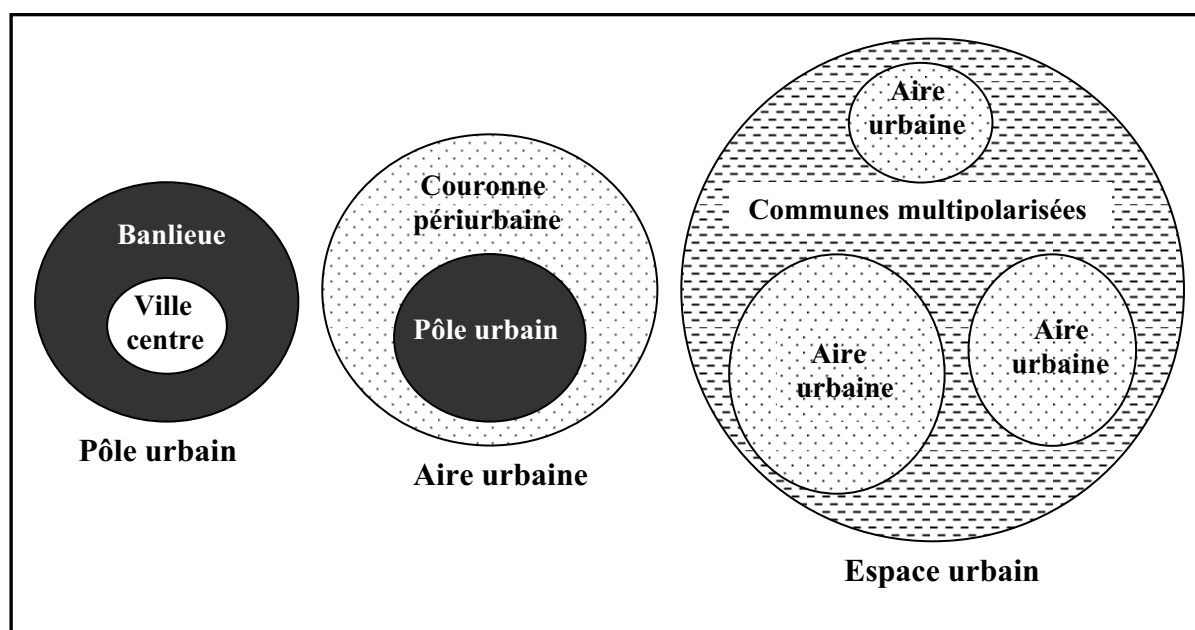 Banlieue
Ville
centre
Pôle urbain
Couronne
périurbaine
Pôle urbain
Aire urbaine
Aire
urbaine
Communes multipolarisées
Aire
urbaine
Aire
urbaine
Espace urbain